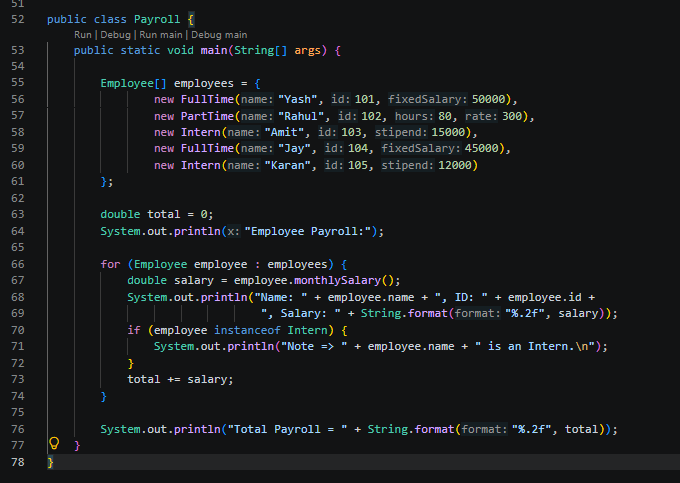 51
52 public class Payroll {
Run | Debug | Run main | Debug main
53 public static void main(String[] args) {
54
55 Employee[] employees = {
56 new FullTime(name: "Yash", id: 101, fixedSalary: 50000),
57 new PartTime(name: "Rahul", id: 102, hours: 80, rate: 300),
58 new Intern(name: "Amit", id: 103, stipend: 15000),
59 new FullTime(name: "Jay", id: 104, fixedSalary: 45000),
60 new Intern(name: "Karan", id: 105, stipend: 12000)
61 };
62
63 double total = 0;
64 System.out.println(x: "Employee Payroll:");
65
66 for (Employee employee : employees) {
67 double salary = employee.monthlySalary();
68 System.out.println("Name: " + employee.name + ", ID: " + employee.id +
69 ", Salary: " + String.format(format: "%.2f", salary));
70 if (employee instanceof Intern) {
71 System.out.println("Note => " + employee.name + " is an Intern.\n");
72 }
73 total += salary;
74 }
75
76 System.out.println("Total Payroll = " + String.format(format: "%.2f", total));
77 }
78 }